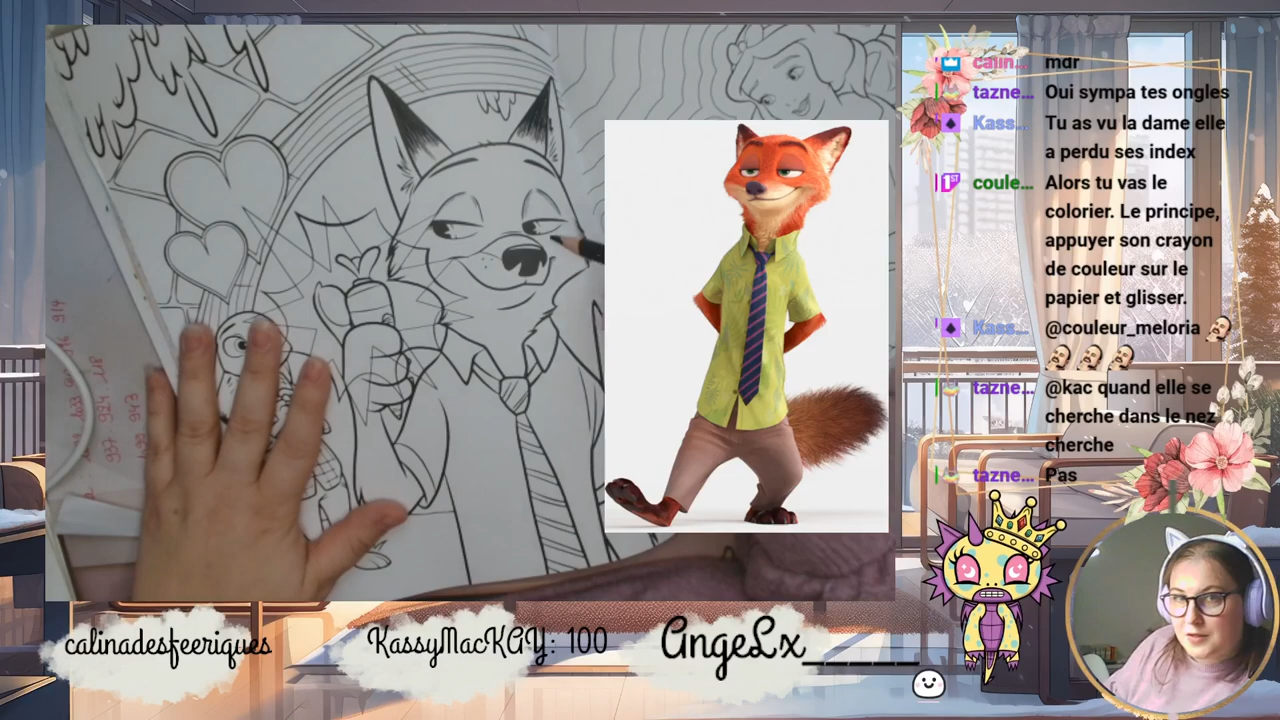 calin... mdr
tazne... Oui sympa tes ongles
Kass... Tu as vu la dame elle
a perdu ses index
coule... Alors tu vas le
colorier. Le principe,
appuyer son crayon
de couleur sur le
papier et glisser.
Kass... @couleur_meloria
tazne... @kac quand elle se
cherche dans le nez
cherche
tazne... Pas
calinadesfeeriques
KassyMacKAY: 100
AngeLx_____